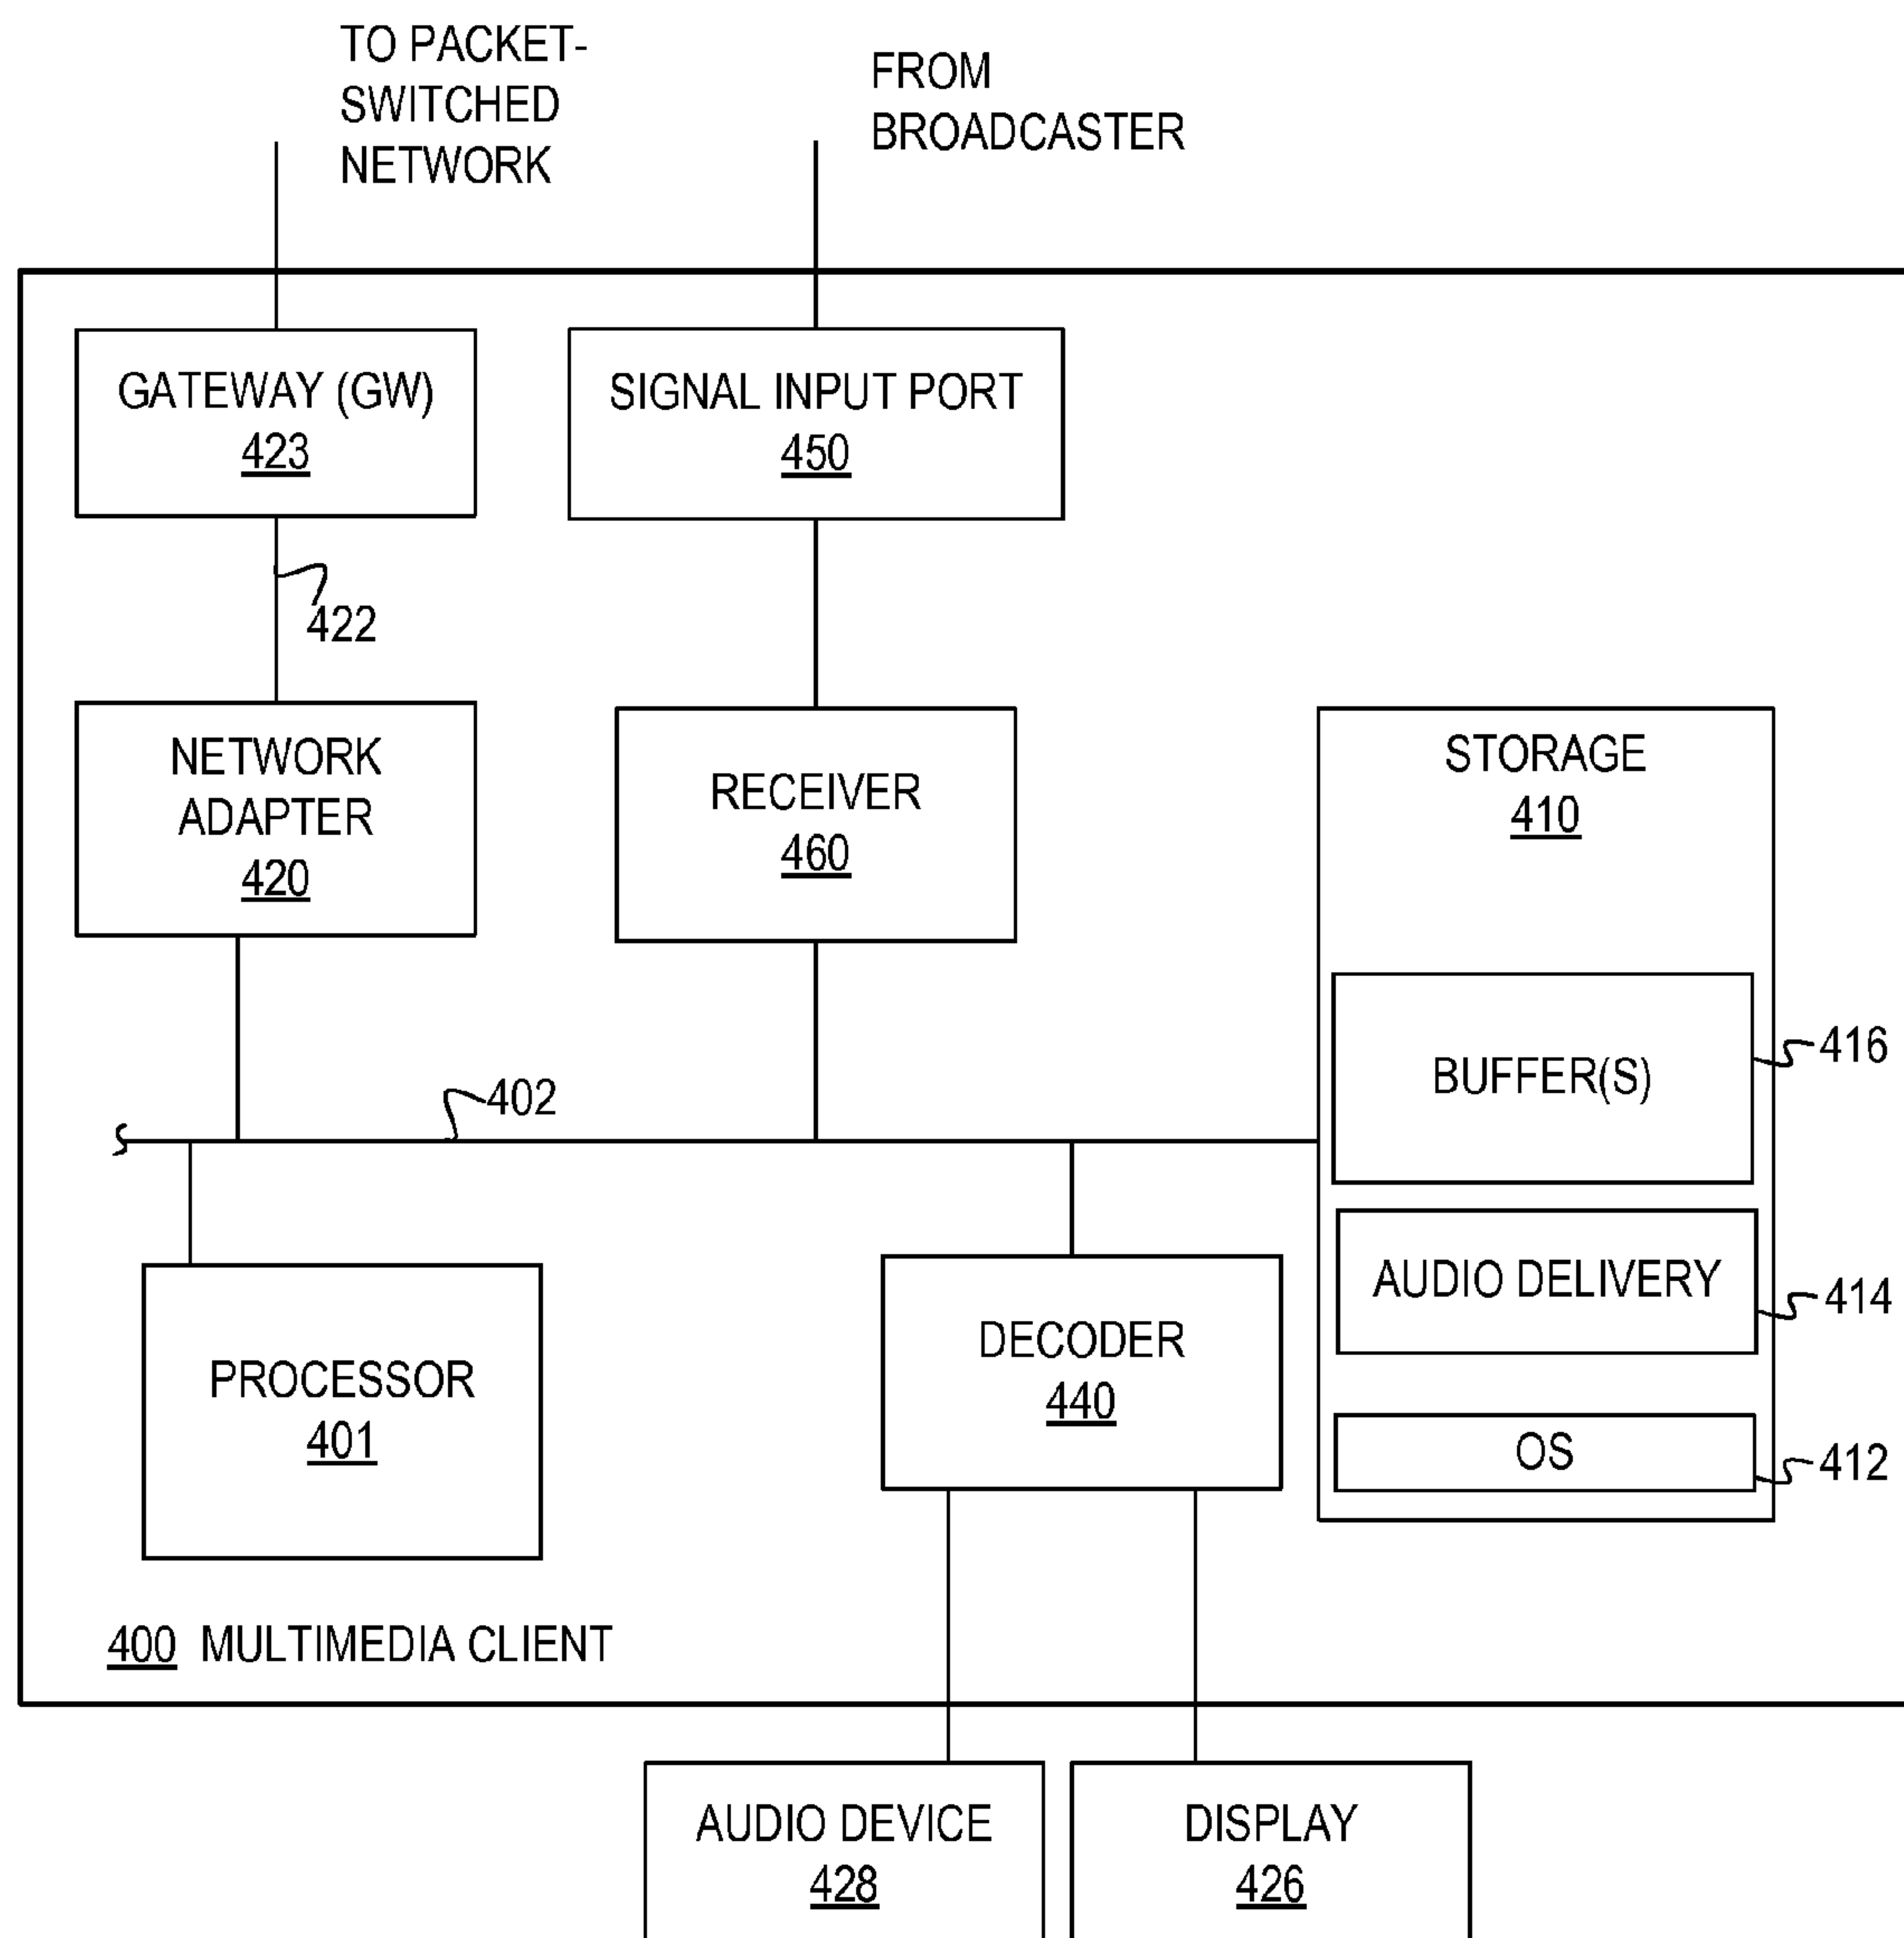 TO PACKET-
SWITCHED
NETWORK
FROM
BROADCASTER
GATEWAY (GW)
423
SIGNAL INPUT PORT
450
422
NETWORK
ADAPTER
420
RECEIVER
460
STORAGE
410
BUFFER(S)
416
402
AUDIO DELIVERY
414
PROCESSOR
401
DECODER
440
OS
412
400 MULTIMEDIA CLIENT
AUDIO DEVICE
428
DISPLAY
426